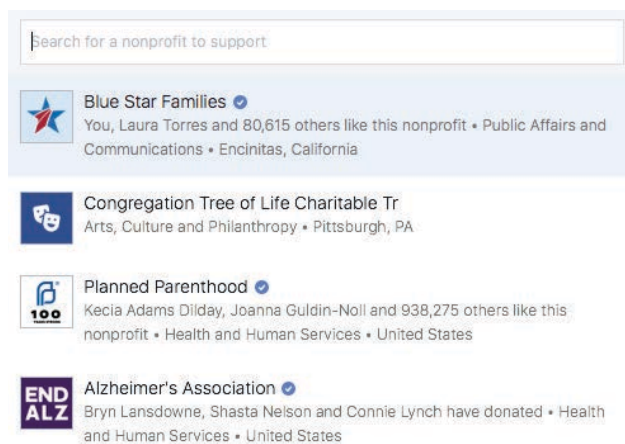 Search for a nonprofit to support
Blue Star Families
You, Laura Torres and 80,615 others like this nonprofit • Public Affairs and
Communications • Encinitas, California
Congregation Tree of Life Charitable Tr
Arts, Culture and Philanthropy • Pittsburgh, PA
Planned Parenthood
100
Kecia Adams Dilday, Joanna Guldin-Noll and 938,275 others like this
nonprofit • Health and Human Services • United States
END
ALZ
Alzheimer's Association
Bryn Lansdowne, Shasta Nelson and Connie Lynch have donated • Health
and Human Services • United States